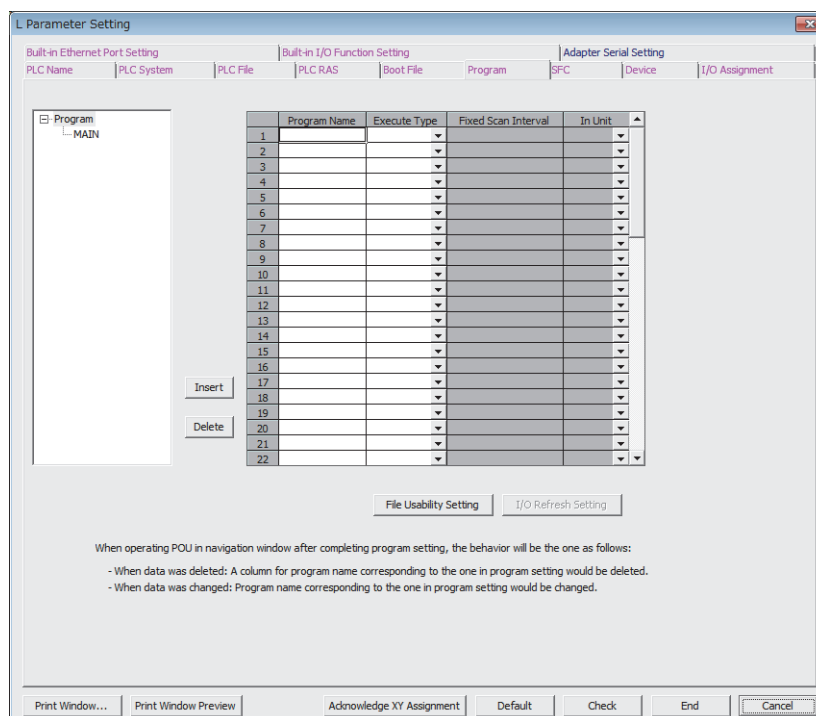 L Parameter Setting
Built-in Ethernet Port Setting Built-in I/O Function Setting Adapter Serial Setting
PLC Name PLC System PLC File PLC RAS Boot File Program SFC Device I/O Assignment
Program
MAIN
Program Name Execute Type Fixed Scan Interval In Unit
1
2
3
4
5
6
7
8
9
10
11
12
13
14
15
16
17
18
19
20
21
22
Insert
Delete
File Usability Setting I/O Refresh Setting
When operating POU in navigation window after completing program setting, the behavior will be the one as follows:
- When data was deleted: A column for program name corresponding to the one in program setting would be deleted.
- When data was changed: Program name corresponding to the one in program setting would be changed.
Print Window... Print Window Preview Acknowledge XY Assignment Default Check End Cancel